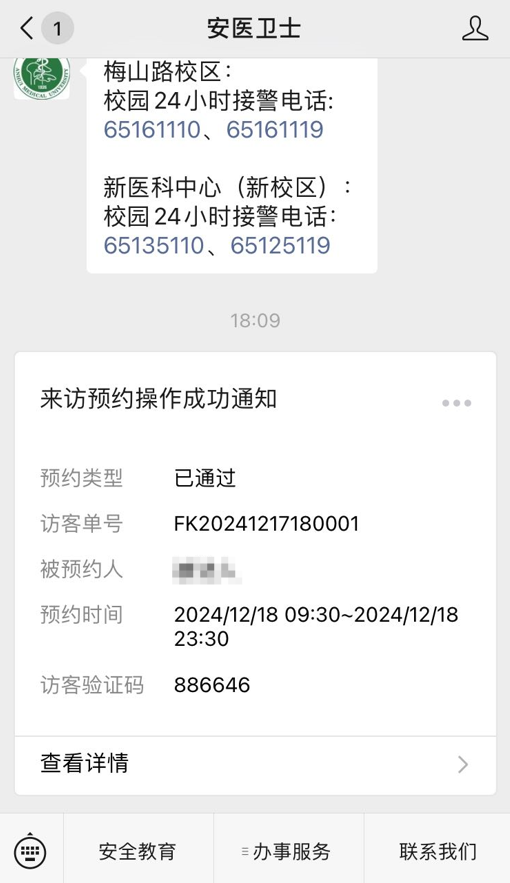 1
安医卫士
梅山路校区：
校园24小时接警电话:
65161110、65161119
新医科中心（新校区）：
校园24小时接警电话:
65135110、65125119
18:09
来访预约操作成功通知
预约类型 已通过
访客单号 FK20241217180001
被预约人
预约时间 2024/12/18 09:30~2024/12/18
23:30
访客验证码 886646
查看详情
安全教育 办事服务 联系我们